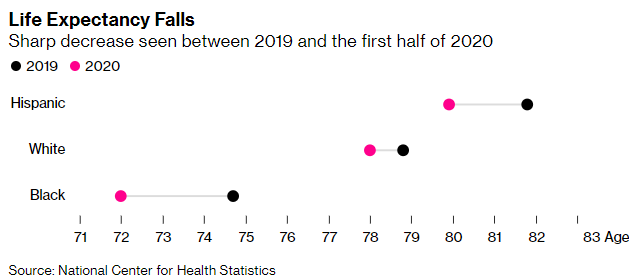 Life Expectancy Falls
Sharp decrease seen between 2019 and the first half of 2020
2019 2020
Hispanic
White
Black
71 72 73 74 75 76 77 78 79 80 81 82 83 Age
Source: National Center for Health Statistics